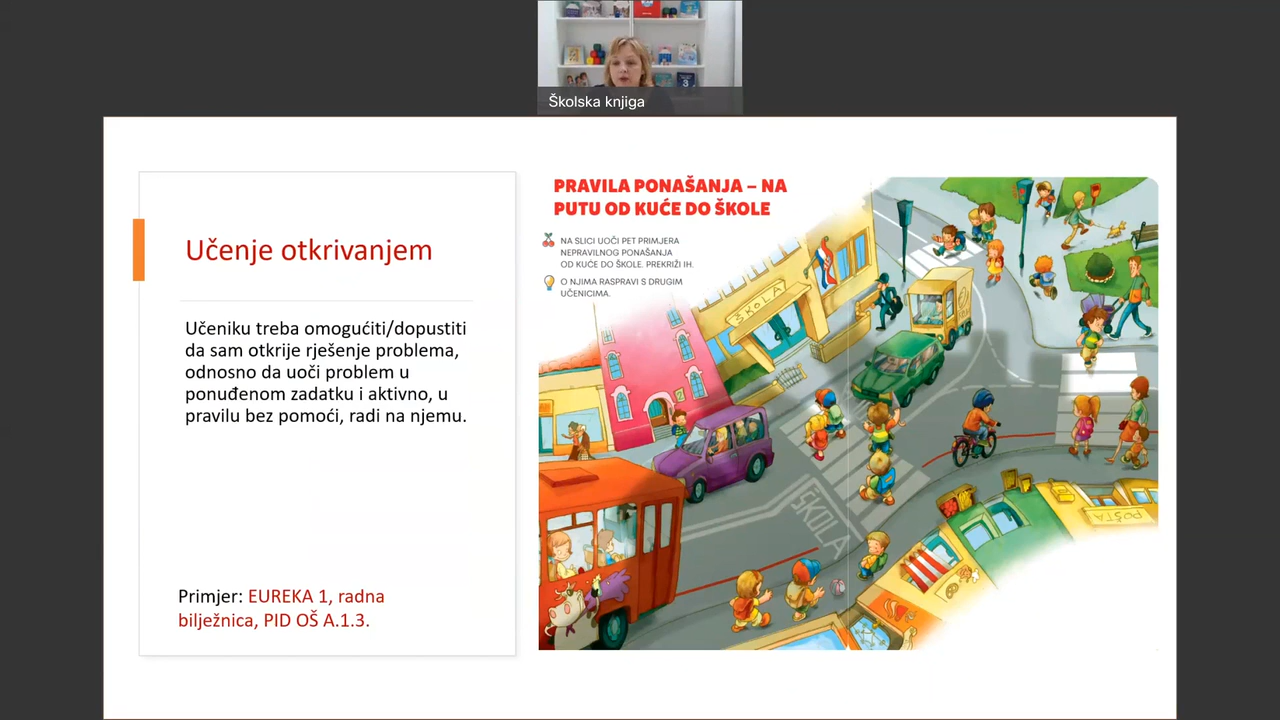 Školska knjiga
Učenje otkrivanjem
Učeniku treba omogućiti/dopustiti
da sam otkrije rješenje problema,
odnosno da uoči problem u
ponuđenom zadatku i aktivno, u
pravilu bez pomoći, radi na njemu.
Primjer: EUREKA 1, radna
bilježnica, PID OŠ A.1.3.
PRAVILA PONAŠANJA – NA
PUTU OD KUĆE DO ŠKOLE
NA SLICI UOČI PET PRIMJERA
NEPRAVILNOG PONAŠANJA
OD KUĆE DO ŠKOLE. PREKRIŽI IH.
O NJIMA RASPRAVI S DRUGIM
UČENICIMA.
ŠKOLA
ŠKOLA
POŠTA